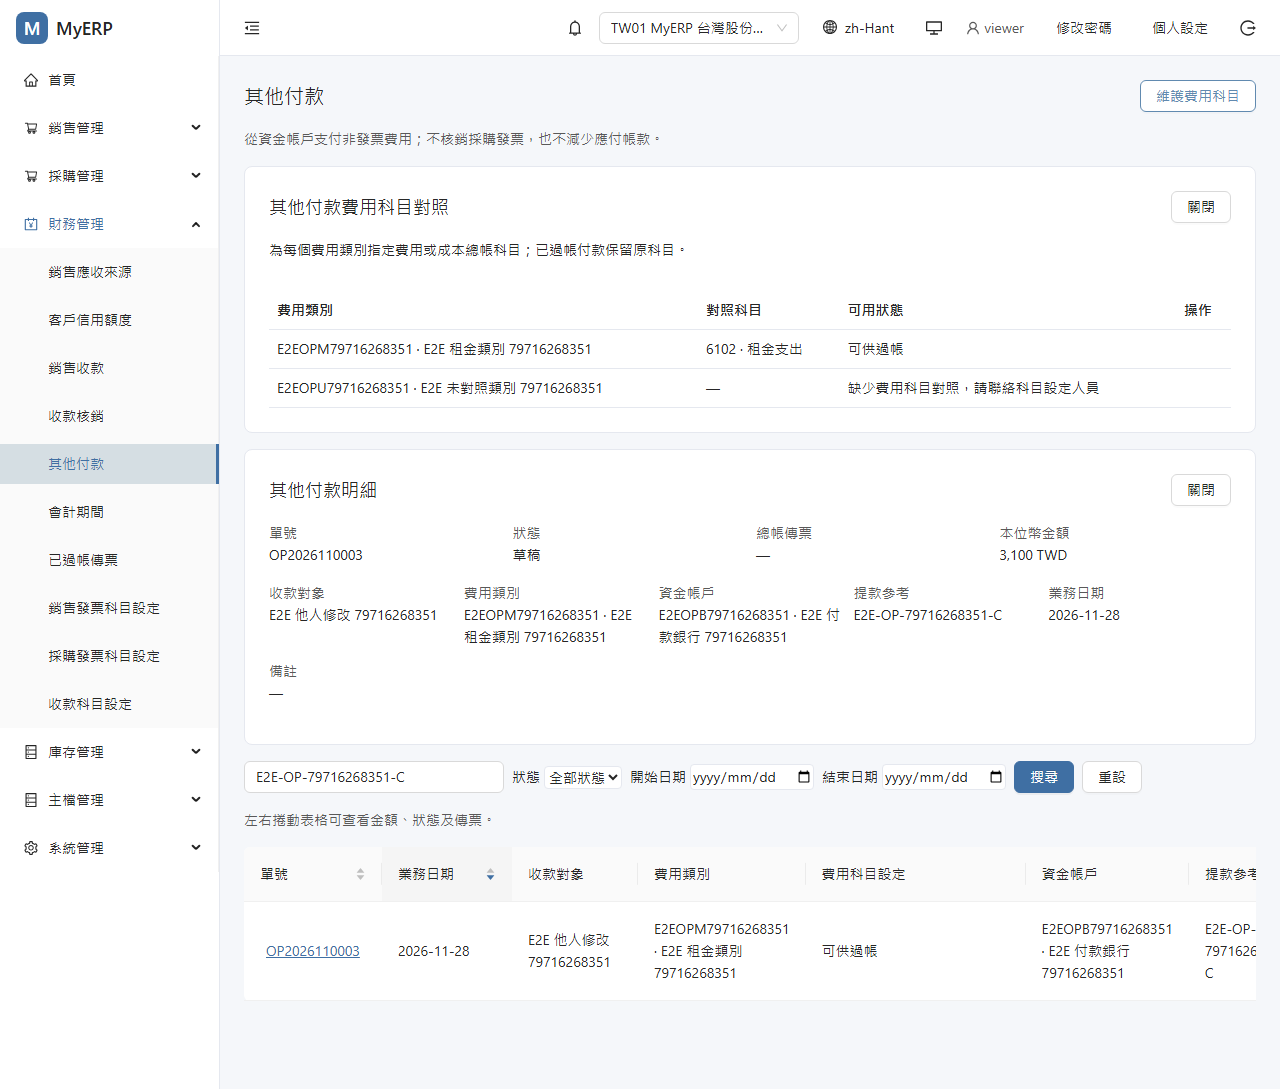 M MyERP
TW01 MyERP 台灣股份...
zh-Hant
viewer
修改密碼
個人設定
首頁
銷售管理
採購管理
財務管理
銷售應收來源
客戶信用額度
銷售收款
收款核銷
其他付款
會計期間
已過帳傳票
銷售發票科目設定
採購發票科目設定
收款科目設定
庫存管理
主檔管理
系統管理
其他付款
維護費用科目
從資金帳戶支付非發票費用；不核銷採購發票，也不減少應付帳款。
其他付款費用科目對照
關閉
為每個費用類別指定費用或成本總帳科目；已過帳付款保留原科目。
費用類別 對照科目 可用狀態 操作
E2EOPM79716268351 · E2E 租金類別 79716268351 6102 · 租金支出 可供過帳
E2EOPU79716268351 · E2E 未對照類別 79716268351 — 缺少費用科目對照，請聯絡科目設定人員
其他付款明細
關閉
單號 狀態 總帳傳票 本位幣金額
OP2026110003 草稿 — 3,100 TWD
收款對象 費用類別 資金帳戶 提款參考 業務日期
E2E 他人修改 79716268351 E2EOPM79716268351 · E2E E2EOPB79716268351 · E2E 付 E2E-OP-79716268351-C 2026-11-28
租金類別 79716268351 款銀行 79716268351
備註
—
E2E-OP-79716268351-C 狀態 全部狀態 開始日期 yyyy/mm/dd 結束日期 yyyy/mm/dd 搜尋 重設
左右捲動表格可查看金額、狀態及傳票。
單號 業務日期 收款對象 費用類別 費用科目設定 資金帳戶 提款參考
E2EOPM79716268351 E2EOPB79716268351 E2E-OP-
E2E 他人修改 · E2E 租金類別 · E2E 付款銀行 7971626
OP2026110003 2026-11-28 可供過帳
79716268351 79716268351 79716268351 C